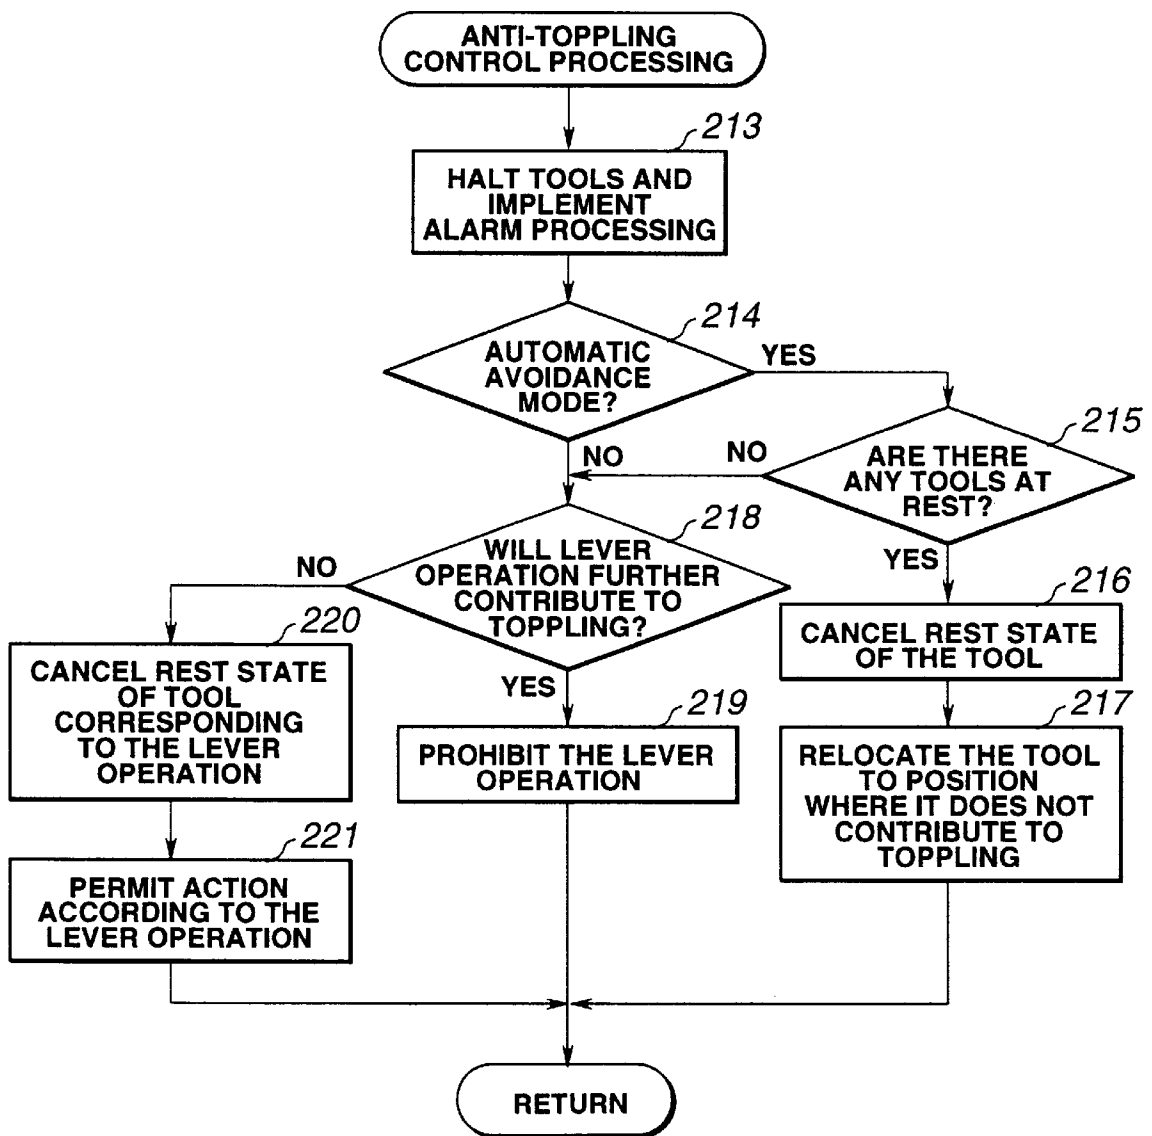 ANTI-TOPPLING
CONTROL PROCESSING
213
HALT TOOLS AND
IMPLEMENT
ALARM PROCESSING
214
AUTOMATIC
AVOIDANCE
MODE?
YES
NO
215
ARE THERE
ANY TOOLS AT
REST?
NO
YES
218
WILL LEVER
OPERATION FURTHER
CONTRIBUTE TO
TOPPLING?
NO
YES
216
CANCEL REST STATE
OF THE TOOL
220
CANCEL REST STATE
OF TOOL
CORRESPONDING
TO THE LEVER
OPERATION
219
PROHIBIT THE LEVER
OPERATION
217
RELOCATE THE TOOL
TO POSITION
WHERE IT DOES NOT
CONTRIBUTE TO
TOPPLING
221
PERMIT ACTION
ACCORDING TO THE
LEVER OPERATION
RETURN